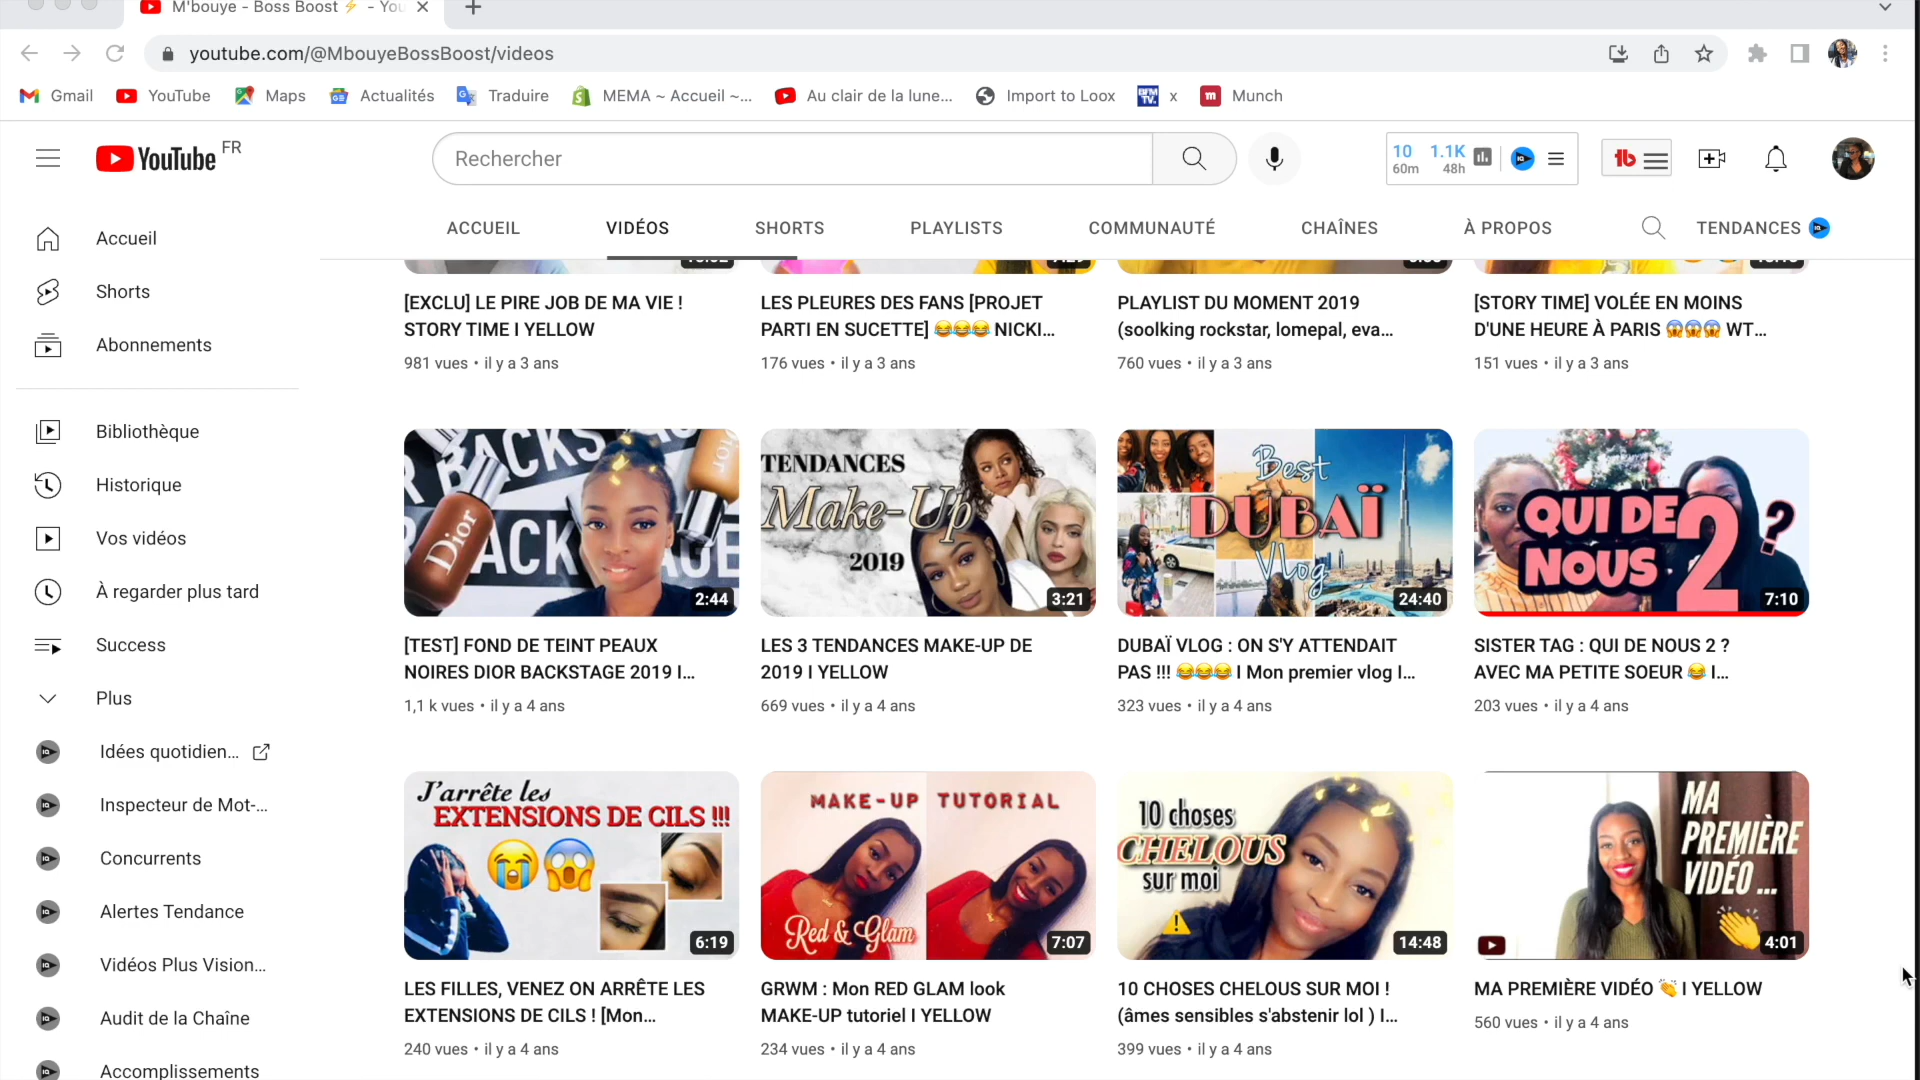 M'bouye - Boss Boost ⚡ - You
youtube.com/@MbouyeBossBoost/videos
Gmail
YouTube
Maps
Actualités
Traduire
MEMA ~ Accueil ~...
Au clair de la lune...
Import to Loox
BFM TV.
x
m
Munch
YouTube FR
Rechercher
10 1.1K
60m 48h
tb
ACCUEIL
VIDÉOS
SHORTS
PLAYLISTS
COMMUNAUTÉ
CHAÎNES
À PROPOS
TENDANCES
Accueil
Shorts
Abonnements
Bibliothèque
Historique
Vos vidéos
À regarder plus tard
Success
Plus
Idées quotidien...
Inspecteur de Mot-...
Concurrents
Alertes Tendance
Vidéos Plus Vision...
Audit de la Chaîne
Accomplissements
[EXCLU] LE PIRE JOB DE MA VIE !
STORY TIME I YELLOW
981 vues • il y a 3 ans
LES PLEURES DES FANS [PROJET
PARTI EN SUCETTE] 😂😂😂 NICKI...
176 vues • il y a 3 ans
PLAYLIST DU MOMENT 2019
(soolking rockstar, lomepal, eva...
760 vues • il y a 3 ans
[STORY TIME] VOLÉE EN MOINS
D'UNE HEURE À PARIS 😱😱😱 WT...
151 vues • il y a 3 ans
Dior
2:44
[TEST] FOND DE TEINT PEAUX
NOIRES DIOR BACKSTAGE 2019 I...
1,1 k vues • il y a 4 ans
TENDANCES
Make-Up
2019
3:21
LES 3 TENDANCES MAKE-UP DE
2019 I YELLOW
669 vues • il y a 4 ans
Best
DUBAÏ
Vlog
24:40
DUBAÏ VLOG : ON S'Y ATTENDAIT
PAS !!! 😂😂😂 I Mon premier vlog I...
323 vues • il y a 4 ans
QUI DE
NOUS 2 ?
7:10
SISTER TAG : QUI DE NOUS 2 ?
AVEC MA PETITE SOEUR 😂 I...
203 vues • il y a 4 ans
J'arrête les
EXTENSIONS DE CILS !!!
6:19
LES FILLES, VENEZ ON ARRÊTE LES
EXTENSIONS DE CILS ! [Mon...
240 vues • il y a 4 ans
MAKE-UP TUTORIAL
Red & Glam
7:07
GRWM : Mon RED GLAM look
MAKE-UP tutoriel I YELLOW
234 vues • il y a 4 ans
10 choses
CHELOUS
sur moi
14:48
10 CHOSES CHELOUS SUR MOI !
(âmes sensibles s'abstenir lol ) I...
399 vues • il y a 4 ans
MA
PREMIÈRE
VIDÉO ...
4:01
MA PREMIÈRE VIDÉO 👏 I YELLOW
560 vues • il y a 4 ans